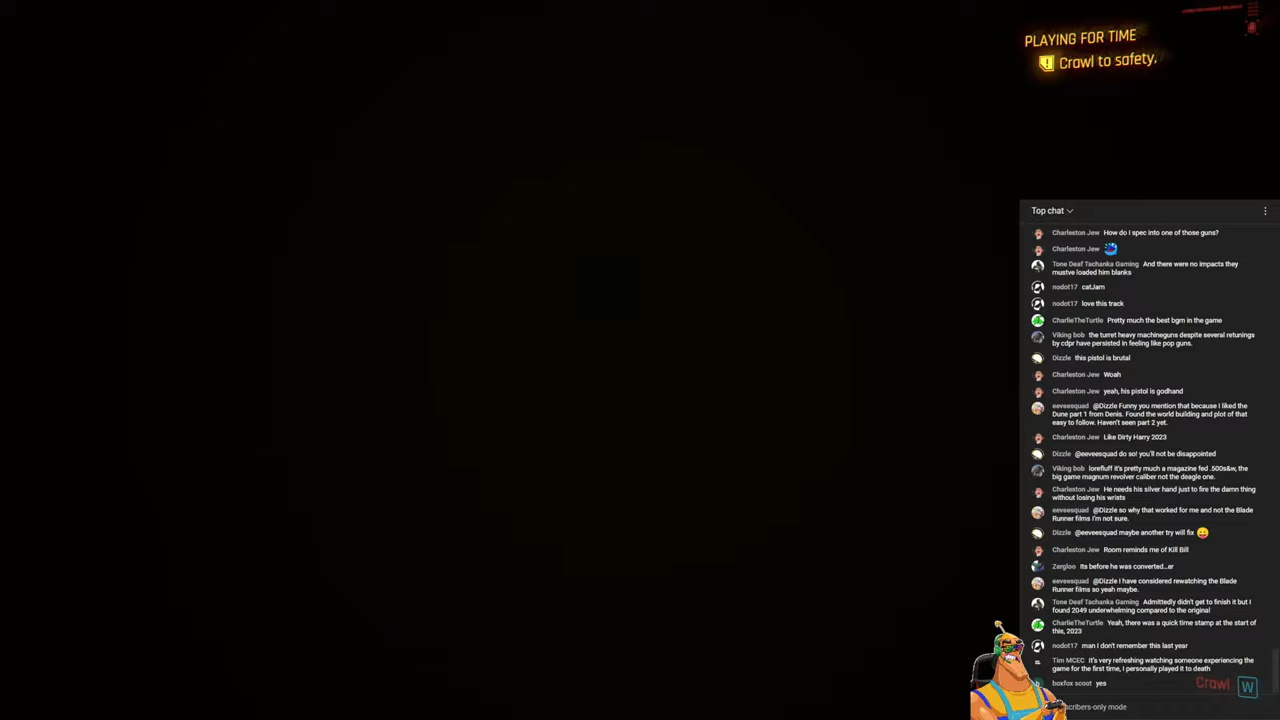 PLAYING FOR TIME
Crawl to safety.
Top chat
Charleston Jew How do I spec into one of those guns?
Charleston Jew
Tone Deaf Tachanka Gaming And there were no impacts they
mustve loaded him blanks
nodot17 catJam
nodot17 love this track
CharlieTheTurtle Pretty much the best bgm in the game
Viking bob the turret heavy machineguns despite several retunings
by cdpr have persisted in feeling like pop guns.
Dizzle this pistol is brutal
Charleston Jew Woah
Charleston Jew yeah, his pistol is godhand
eeveesquad @Dizzle Funny you mention that because I liked the
Dune part 1 from Denis. Found the world building and plot of that
easy to follow. Haven't seen part 2 yet.
Charleston Jew Like Dirty Harry 2023
Dizzle @eeveesquad do so! you'll not be disappointed
Viking bob lorefluff it's pretty much a magazine fed .500s&w, the
big game magnum revolver caliber not the deagle one.
Charleston Jew He needs his silver hand just to fire the damn thing
without losing his wrists
eeveesquad @Dizzle so why that worked for me and not the Blade
Runner films I'm not sure.
Dizzle @eeveesquad maybe another try will fix
Charleston Jew Room reminds me of Kill Bill
Zergloo Its before he was converted...er
eeveesquad @Dizzle I have considered rewatching the Blade
Runner films so yeah maybe.
Tone Deaf Tachanka Gaming Admittedly didn't get to finish it but I
found 2049 underwhelming compared to the original
CharlieTheTurtle Yeah, there was a quick time stamp at the start of
this, 2023
nodot17 man I don't remember this last year
Tim MCEC it's very refreshing watching someone experiencing the
game for the first time, I personally played it to death
boxfox scoot yes
Crawl W
scribers-only mode